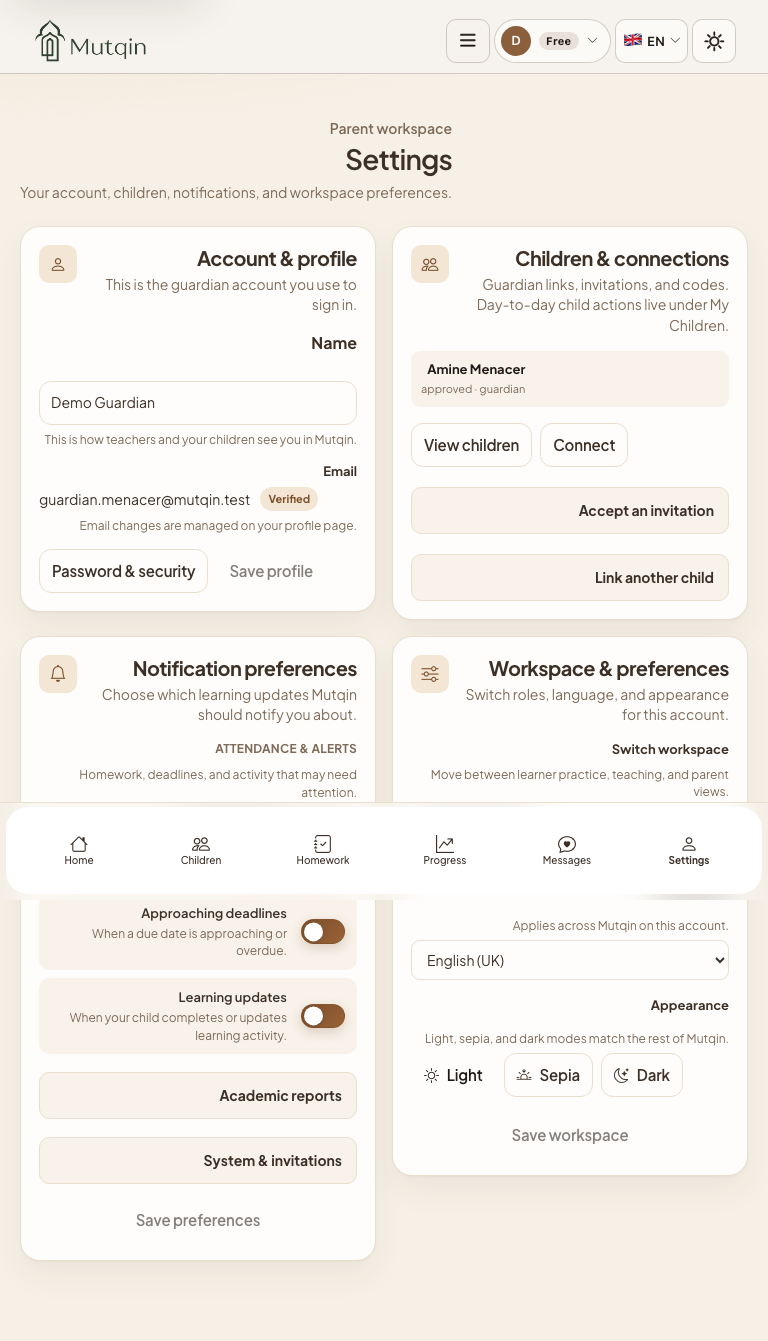 Mutqin
D
Free
EN
Parent workspace
Settings
Your account, children, notifications, and workspace preferences.
Account & profile
This is the guardian account you use to
sign in.
Name
Demo Guardian
This is how teachers and your children see you in Mutqin.
Email
guardian.menacer@mutqin.test
Verified
Email changes are managed on your profile page.
Password & security
Save profile
Children & connections
Guardian links, invitations, and codes.
Day-to-day child actions live under My
Children.
Amine Menacer
approved · guardian
View children
Connect
Accept an invitation
Link another child
Notification preferences
Choose which learning updates Mutqin
should notify you about.
ATTENDANCE & ALERTS
Homework, deadlines, and activity that may need
attention.
Workspace & preferences
Switch roles, language, and appearance
for this account.
Switch workspace
Move between learner practice, teaching, and parent
views.
Home
Children
Homework
Progress
Messages
Settings
Approaching deadlines
When a due date is approaching or
overdue.
Learning updates
When your child completes or updates
learning activity.
Academic reports
System & invitations
Save preferences
Applies across Mutqin on this account.
English (UK)
Appearance
Light, sepia, and dark modes match the rest of Mutqin.
Light
Sepia
Dark
Save workspace